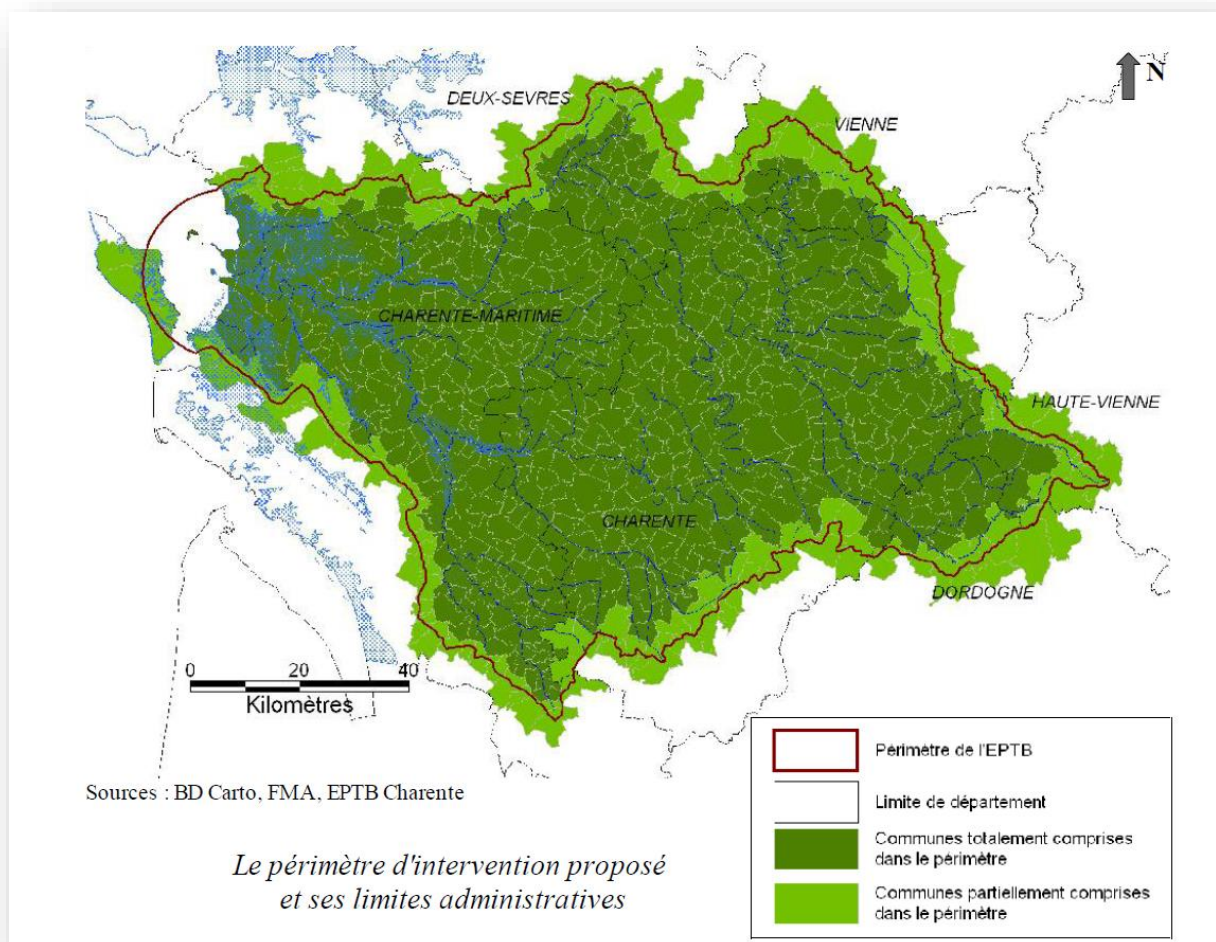 N
DEUX-SEVRES
VIENNE
CHARENTE-MARITIME
HAUTE-VIENNE
CHARENTE
DORDOGNE
0 20 40
Kilomètres
Périmètre de l'EPTB
Limite de département
Communes totalement comprises
dans le périmètre
Communes partiellement comprises
dans le périmètre
Sources : BD Carto, FMA, EPTB Charente
Le périmètre d'intervention proposé
et ses limites administratives